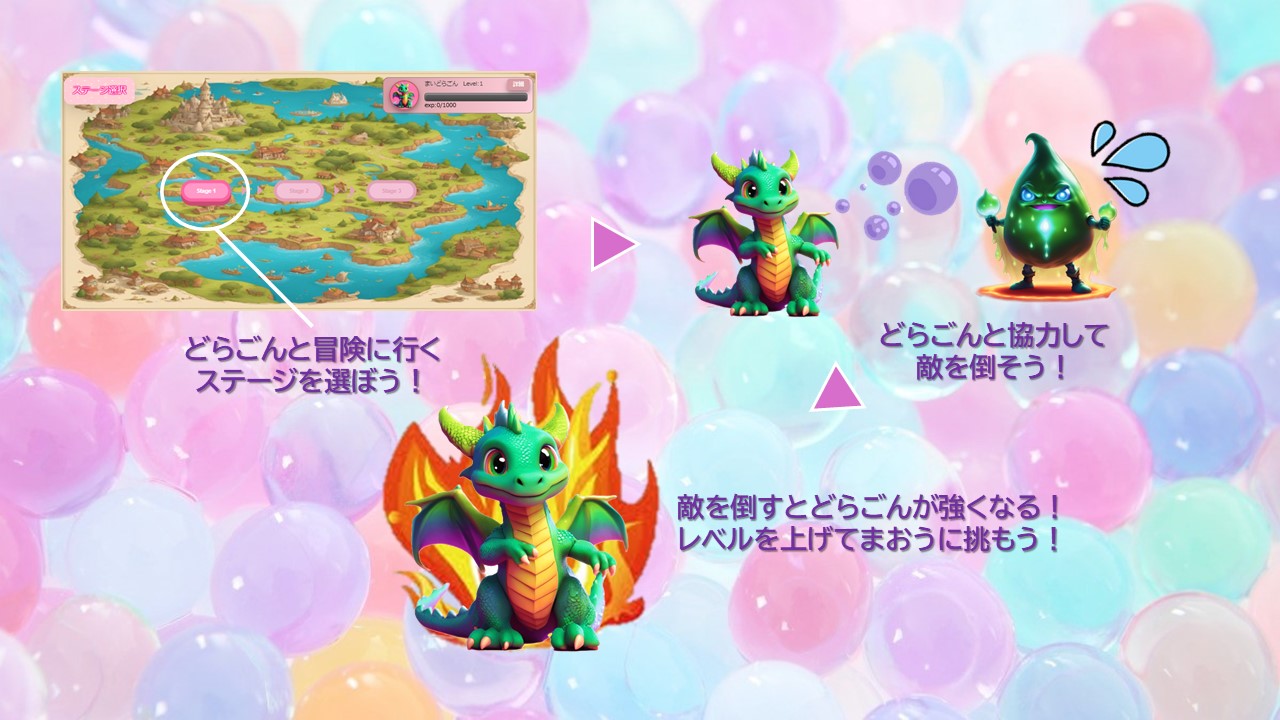 ステージ選択
まいどらごん Level:1
詳細
exp:0/1000
Stage 1
Stage 2
Stage 3
どらごんと冒険に行く
ステージを選ぼう！
どらごんと協力して
敵を倒そう！
敵を倒すとどらごんが強くなる！
レベルを上げてまおうに挑もう！